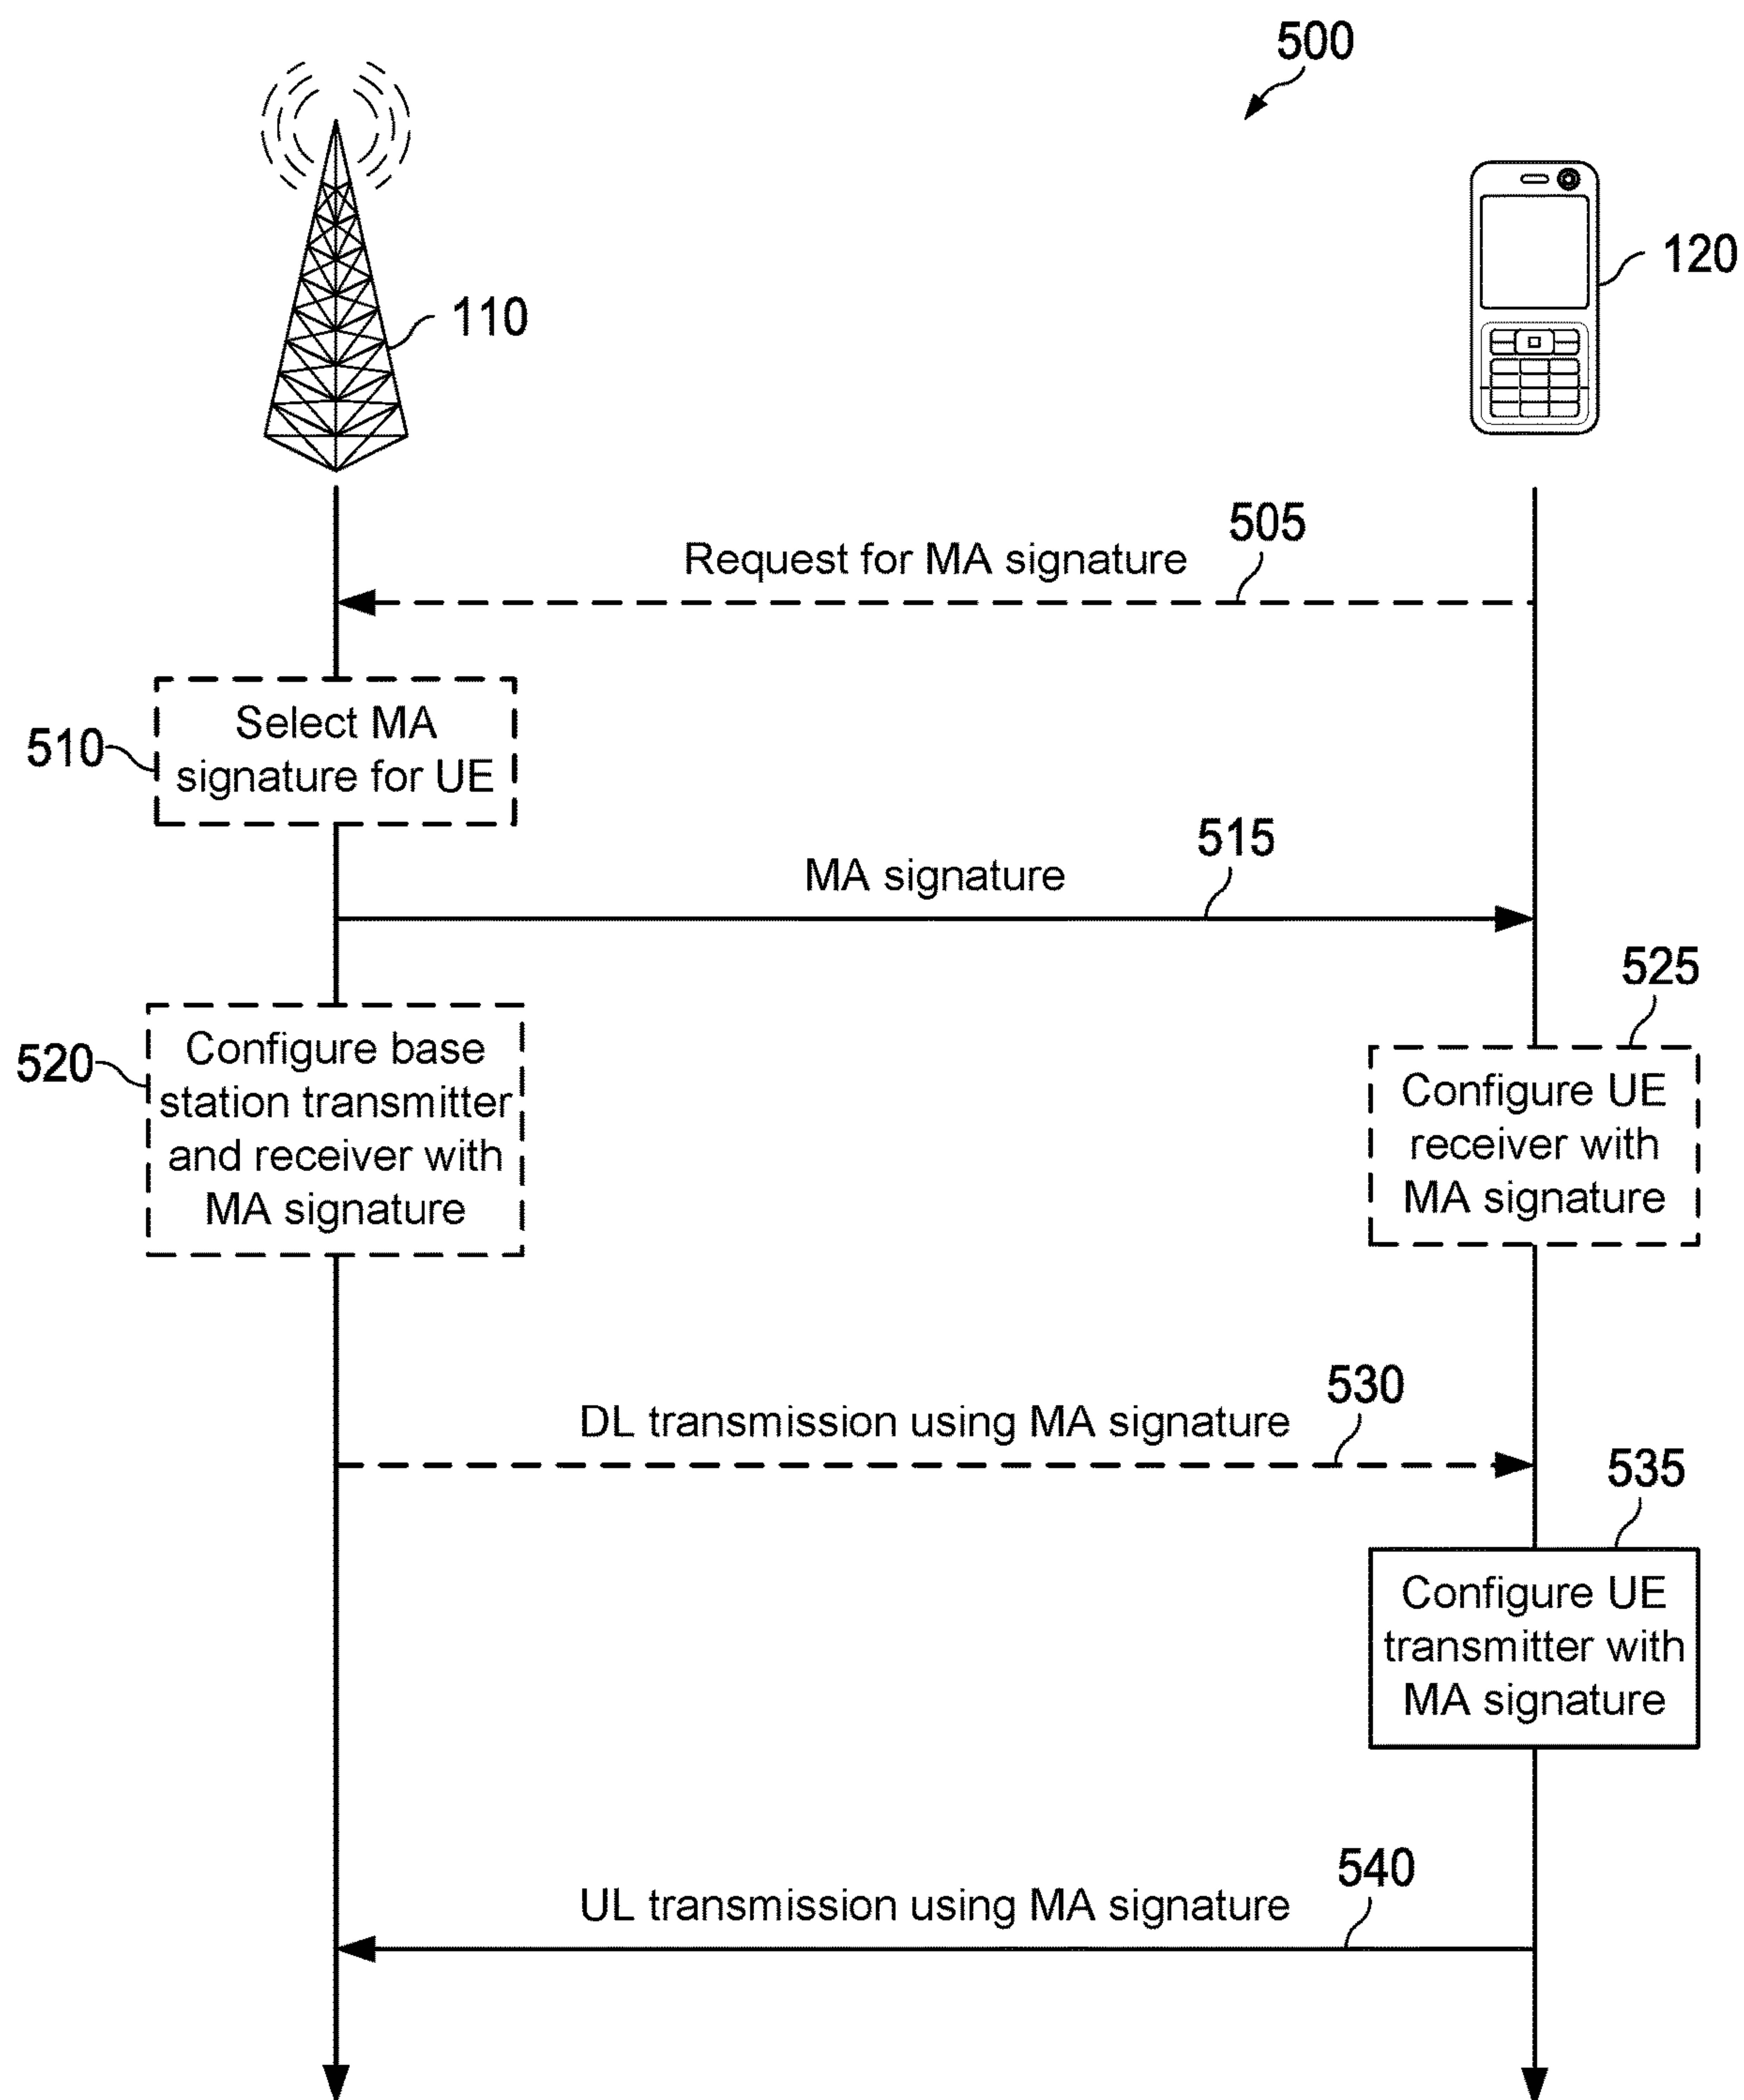 500
120
110
505
Request for MA signature
510
Select MA
signature for UE
515
MA signature
520
Configure base
station transmitter
and receiver with
MA signature
525
Configure UE
receiver with
MA signature
530
DL transmission using MA signature
535
Configure UE
transmitter with
MA signature
540
UL transmission using MA signature